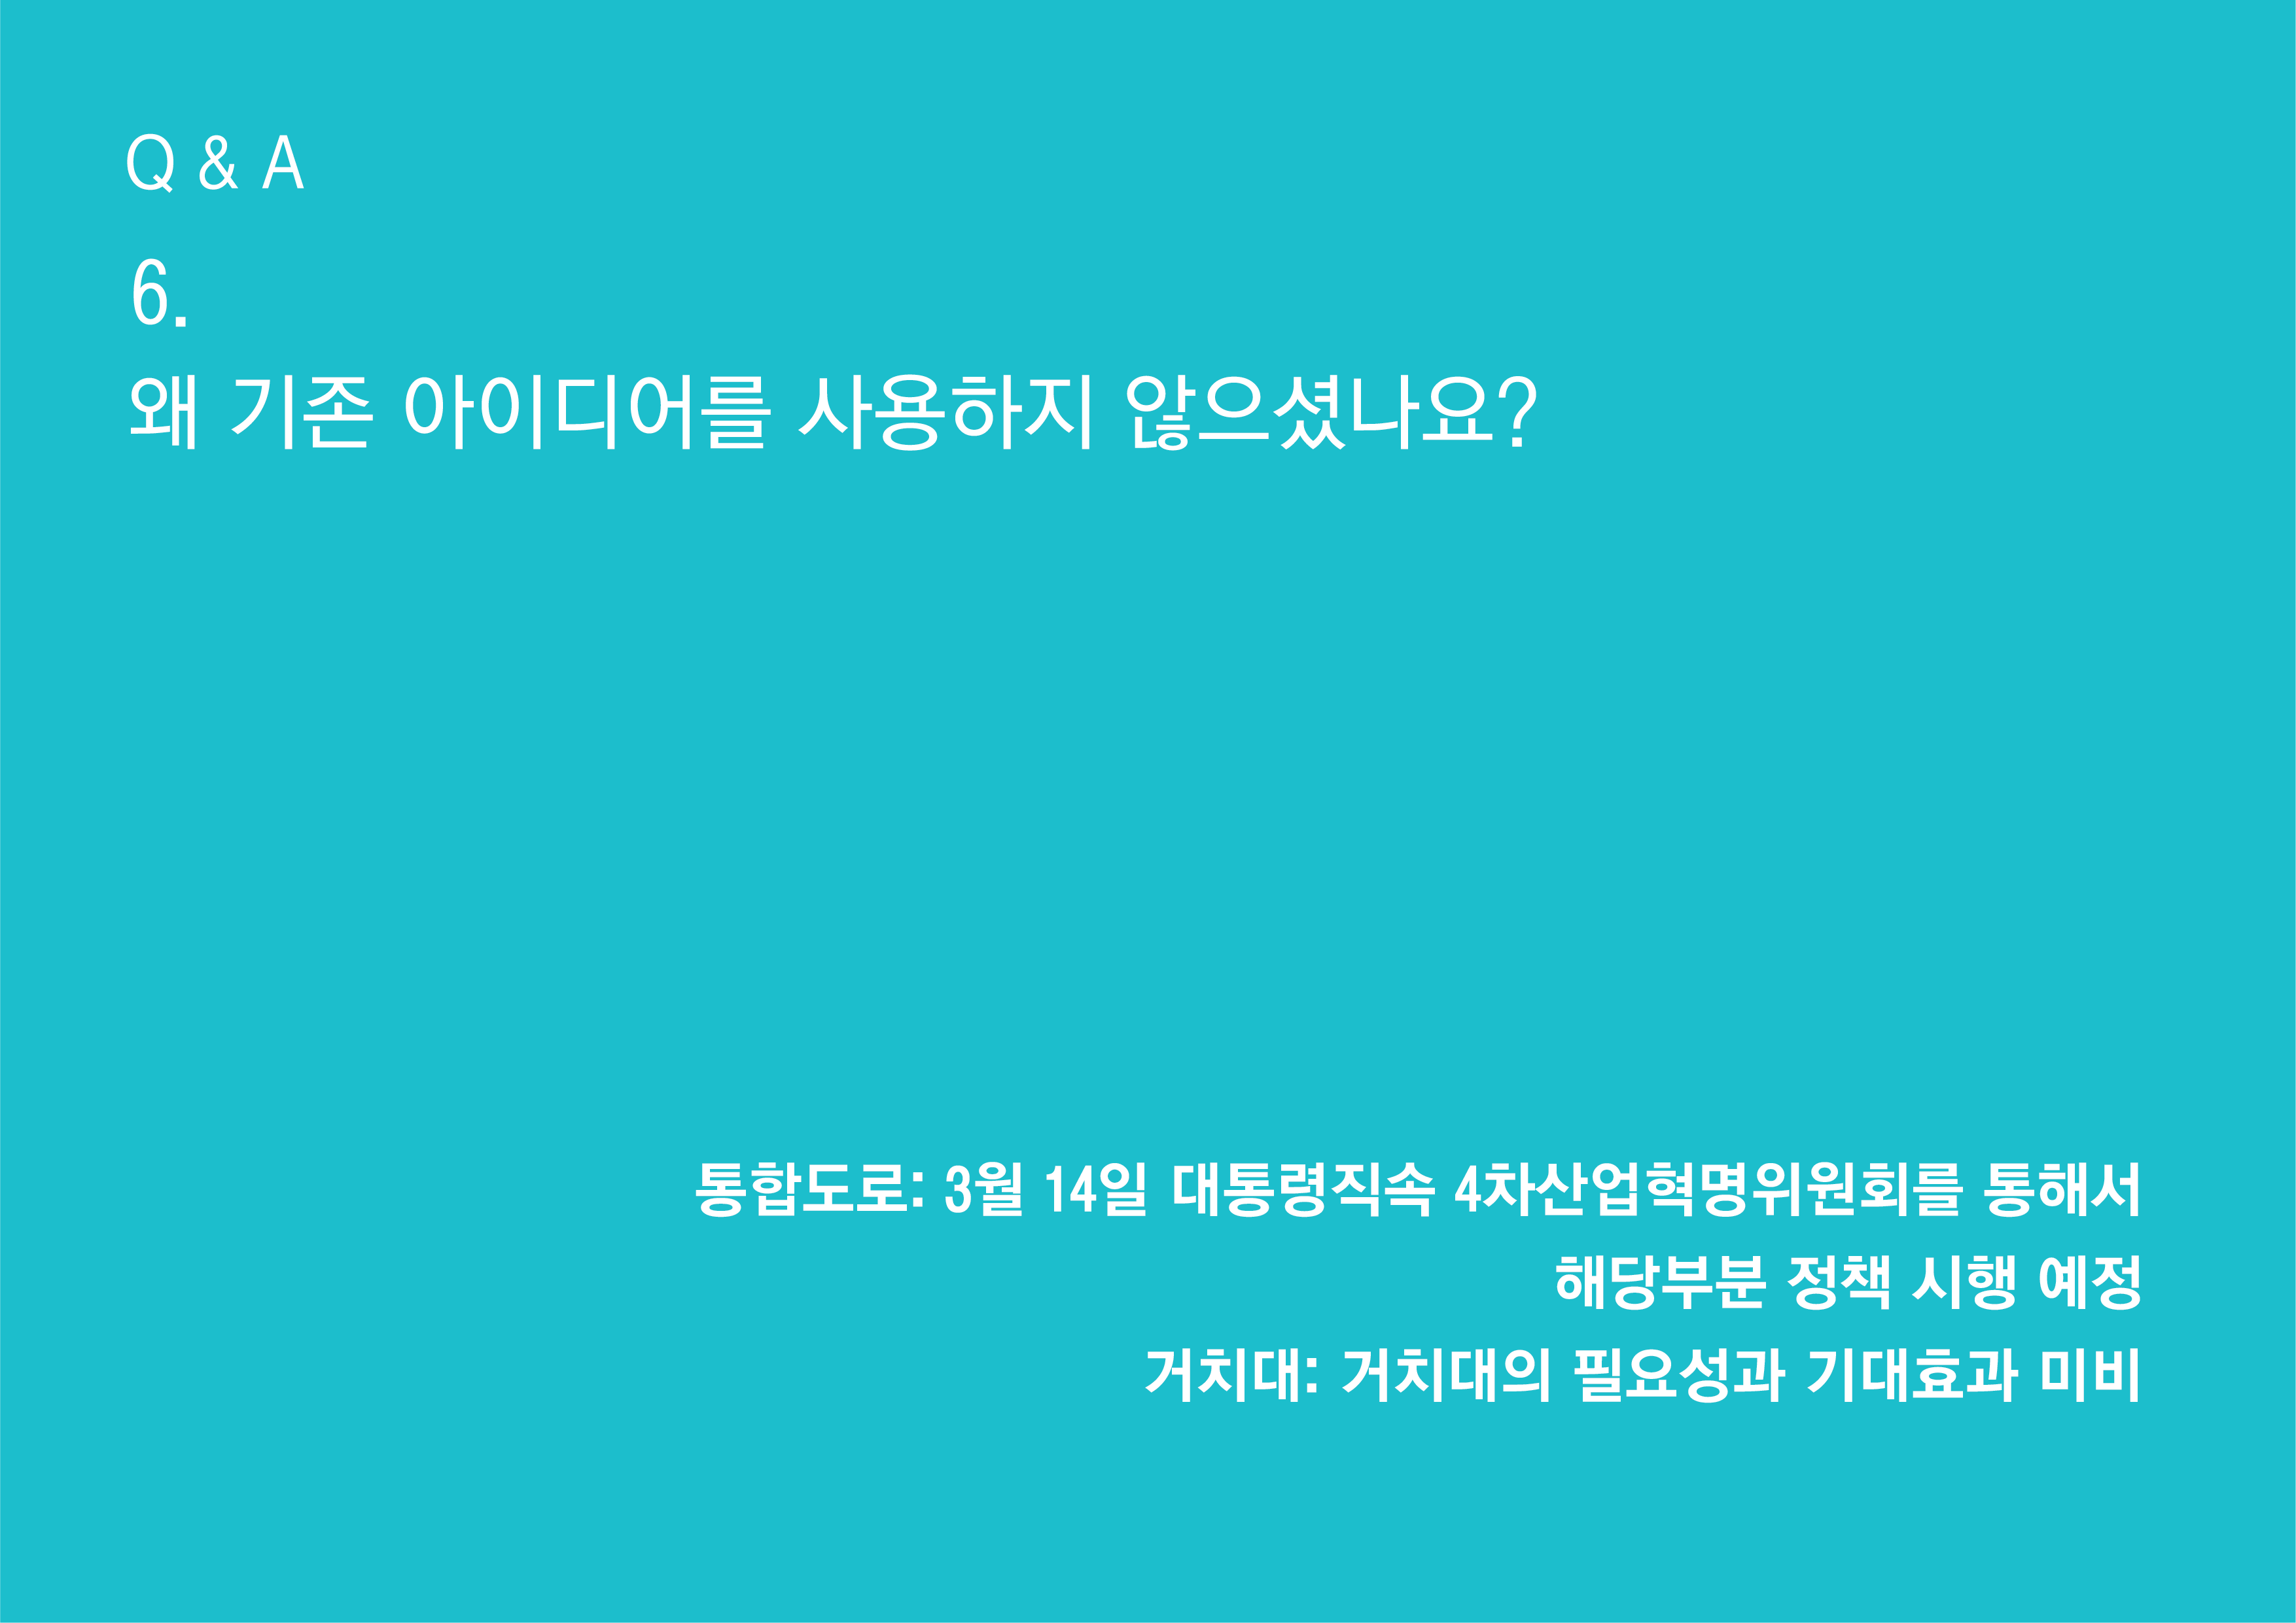 Q & A
6.
왜 기존 아이디어를 사용하지 않으셨나요?
통합도로: 3월 14일 대통령직속 4차산업혁명위원회를 통해서
해당부분 정책 시행 예정
거치대: 거치대의 필요성과 기대효과 미비